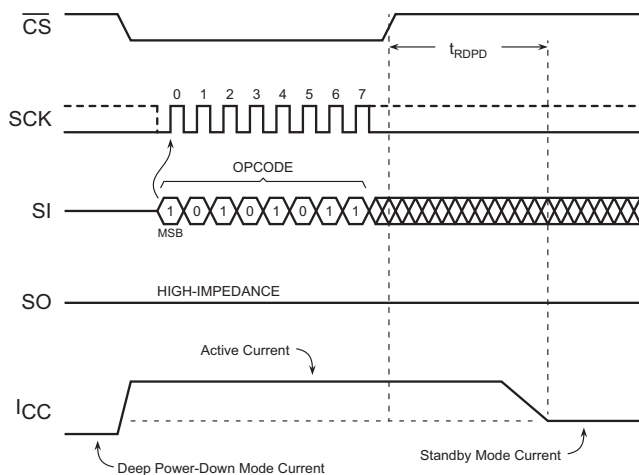 CS
tRDPD
0 1 2 3 4 5 6 7
SCK
OPCODE
SI
1 0 1 0 1 0 1 1
MSB
SO
HIGH-IMPEDANCE
Active Current
ICC
Standby Mode Current
Deep Power-Down Mode Current